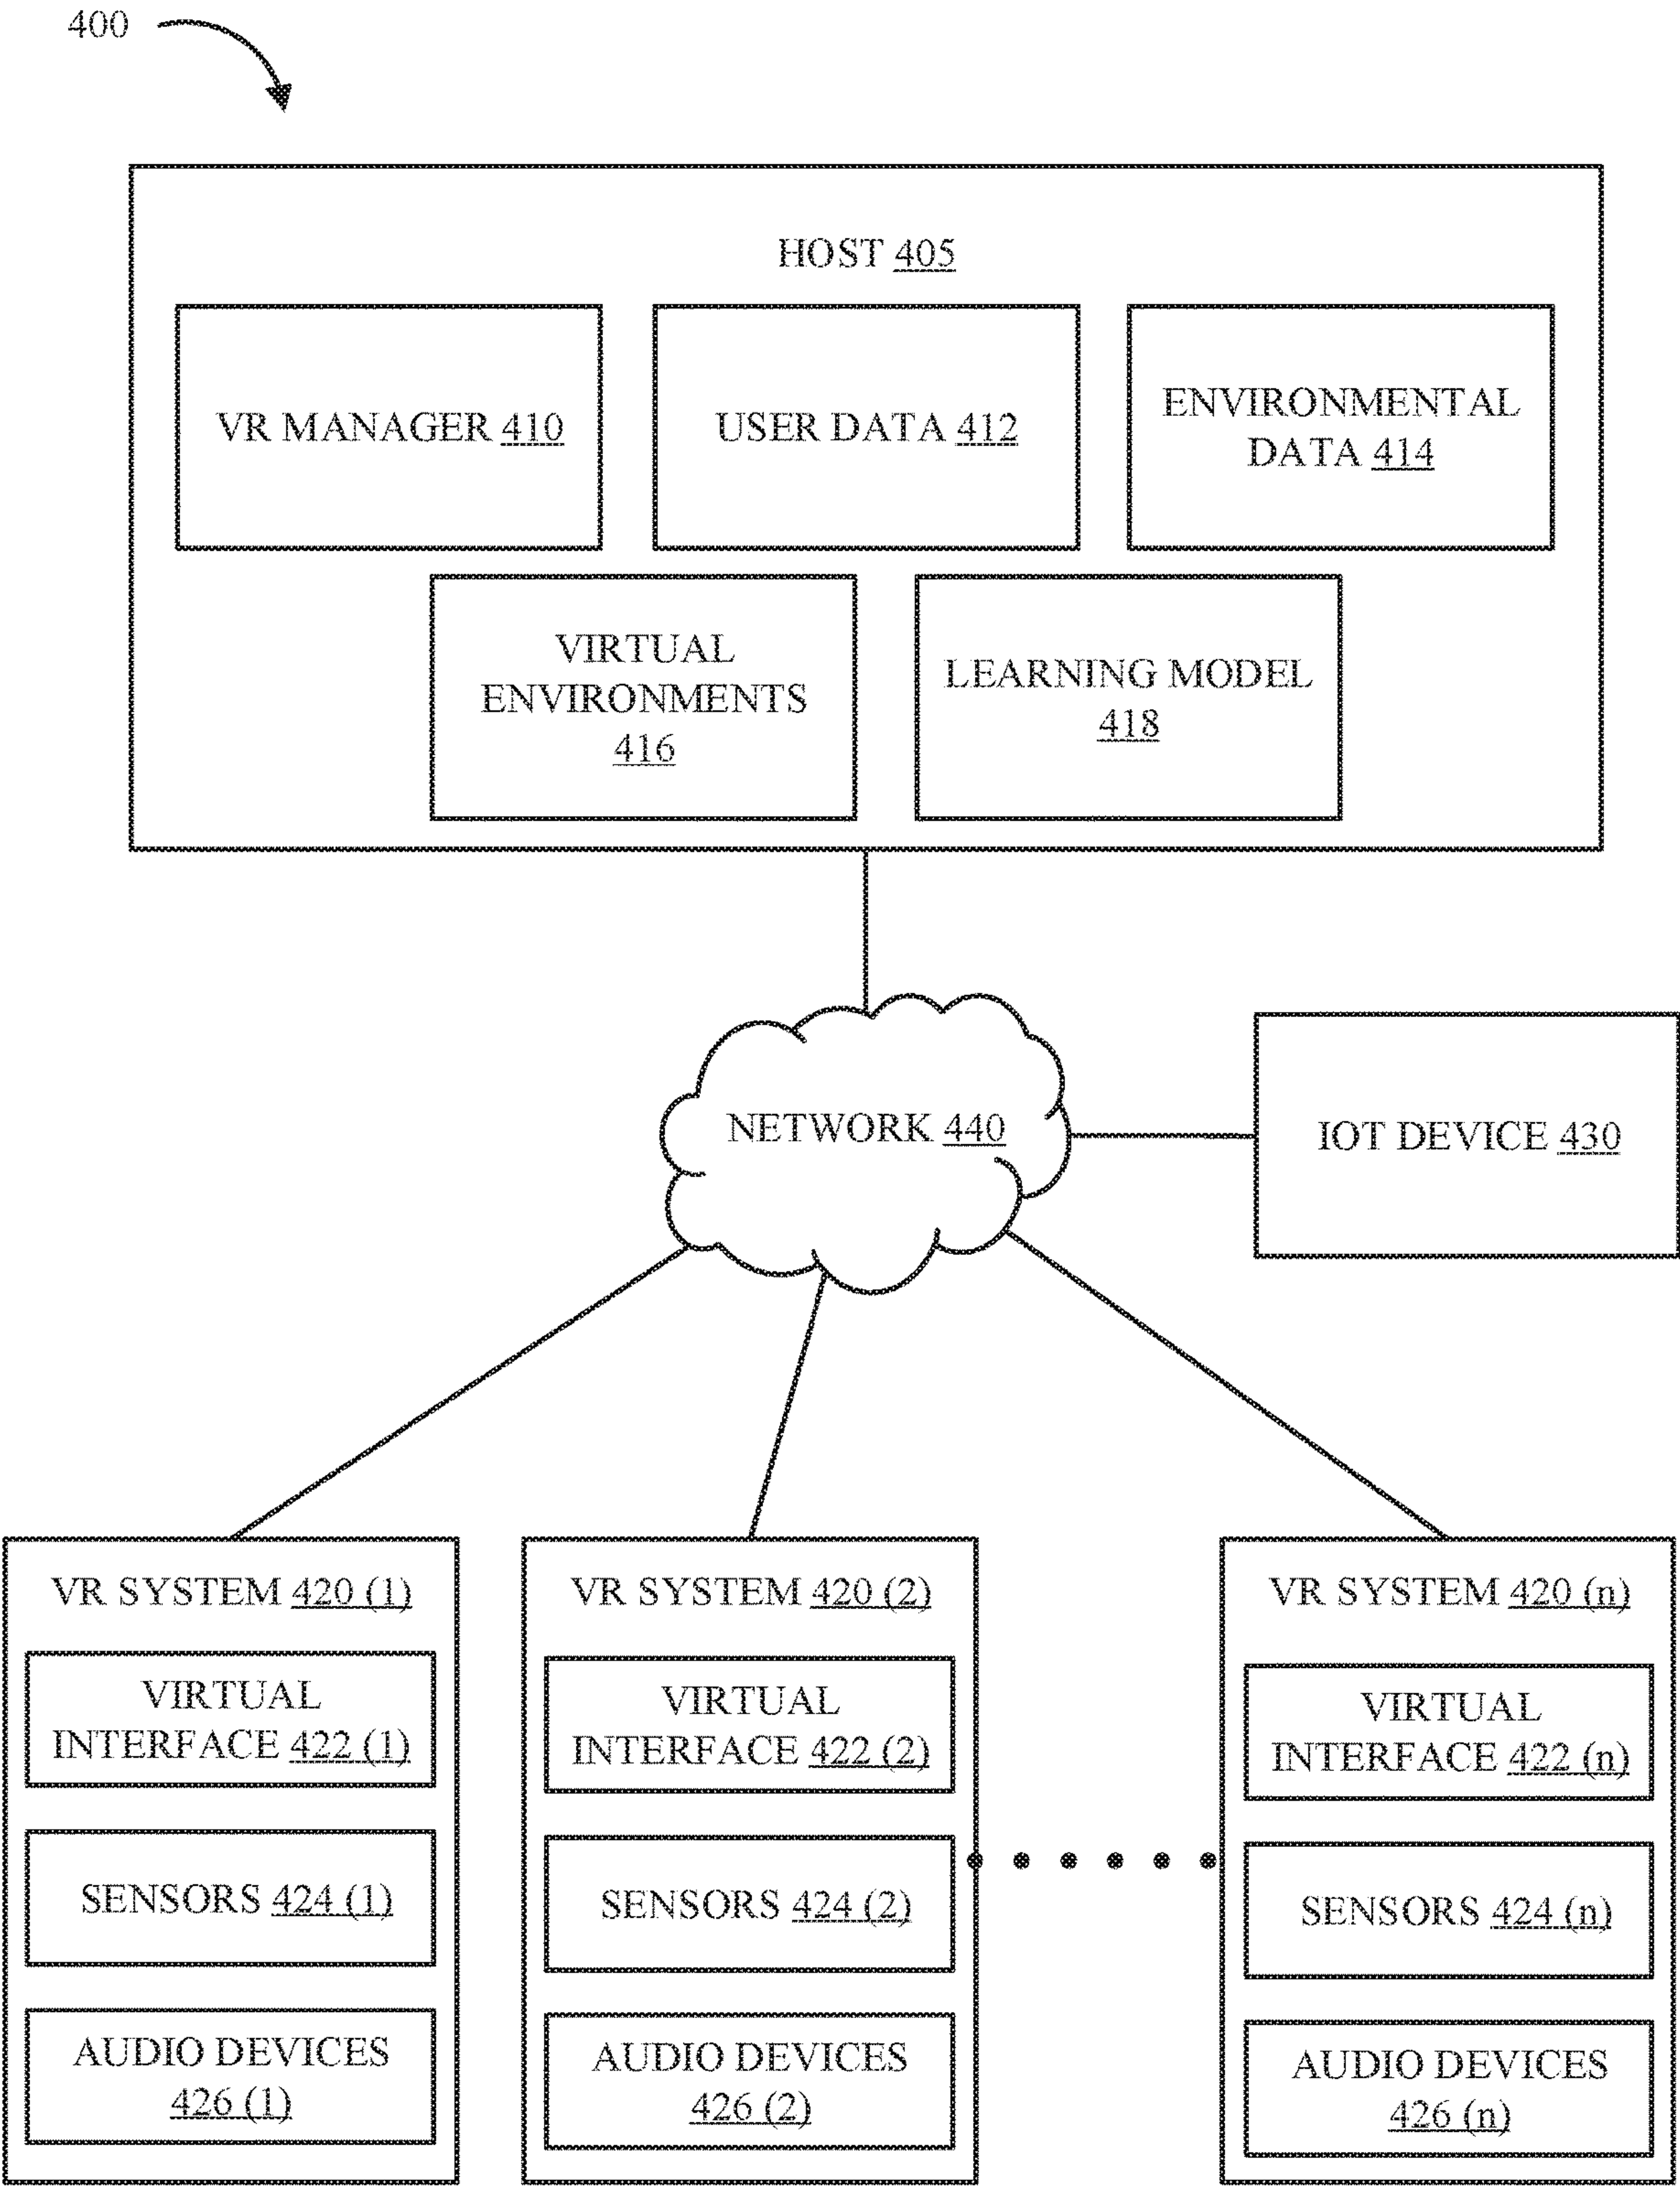 400
HOST 405
VR MANAGER 410
USER DATA 412
ENVIRONMENTAL
DATA 414
VIRTUAL
ENVIRONMENTS
416
LEARNING MODEL
418
NETWORK 440
IOT DEVICE 430
VR SYSTEM 420 (1)
VIRTUAL
INTERFACE 422 (1)
SENSORS 424 (1)
AUDIO DEVICES
426 (1)
VR SYSTEM 420 (2)
VIRTUAL
INTERFACE 422 (2)
SENSORS 424 (2)
AUDIO DEVICES
426 (2)
VR SYSTEM 420 (n)
VIRTUAL
INTERFACE 422 (n)
SENSORS 424 (n)
AUDIO DEVICES
426 (n)